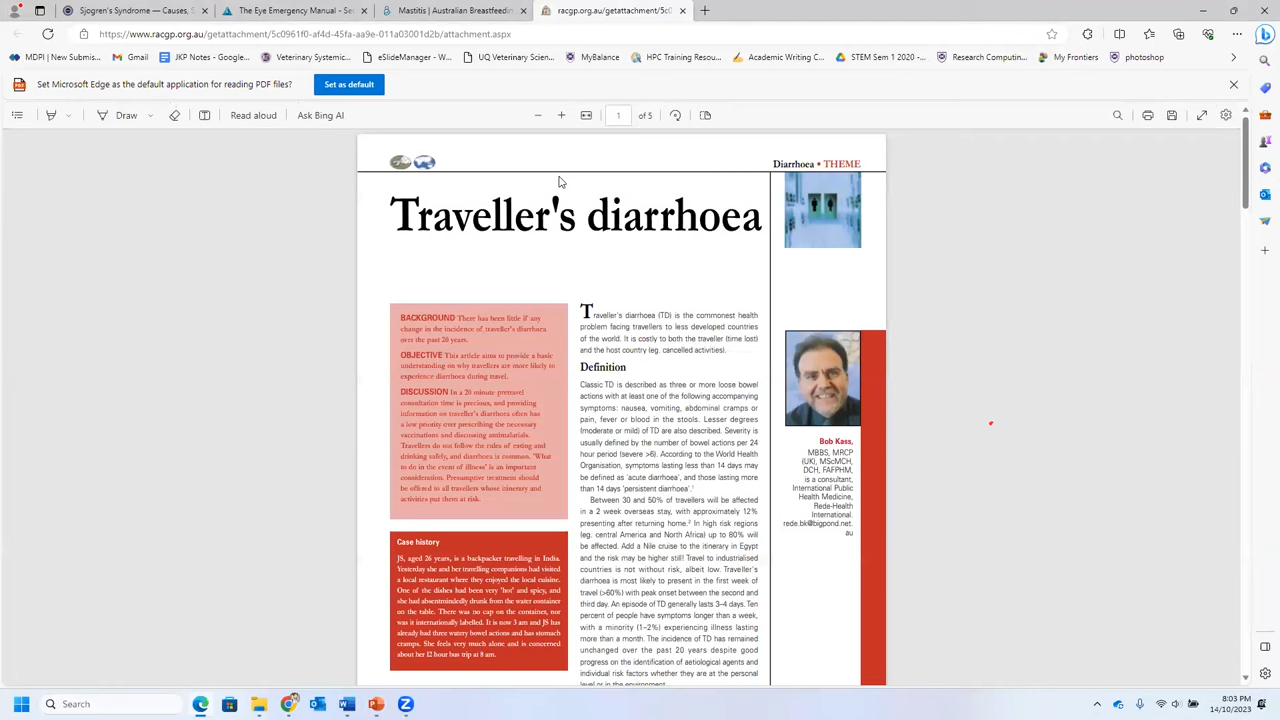 Sjogren's Syndrome — Causes, S
The Eye Emergency Manual - Se
racgp.org.au/getattachment/5c0
https://www.racgp.org.au/getattachment/5c0961f0-af4d-45fa-aa9e-011a03001d2b/attachment.aspx
MDPI | New Submis... Gmail JKP Notes - Google... Veterinary Systemic... eSlideManager - W... UQ Veterinary Scien... MyBalance HPC Training Resou... Academic Writing C... STEM Sem 1 2020 -... Research Computin... My Frontiers photoshop
Set Microsoft Edge as the default application for reading PDF files? Set as default
Draw Read aloud Ask Bing AI 1 of 5
Diarrhoea • THEME
Traveller's diarrhoea
BACKGROUND There has been little if any
change in the incidence of traveller's diarrhoea
over the past 20 years.
OBJECTIVE This article aims to provide a basic
understanding on why travellers are more likely to
experience diarrhoea during travel.
DISCUSSION In a 20 minute pretravel
consultation time is precious, and providing
information on traveller's diarrhoea often has
a low priority over prescribing the necessary
vaccinations and discussing antimalarials.
Travellers do not follow the rules of eating and
drinking safely, and diarrhoea is common. 'What
to do in the event of illness' is an important
consideration. Presumptive treatment should
be offered to all travellers whose itinerary and
activities put them at risk.
Case history
JS, aged 26 years, is a backpacker travelling in India.
Yesterday she and her travelling companions had visited
a local restaurant where they enjoyed the local cuisine.
One of the dishes had been very 'hot' and spicy, and
she had absentmindedly drunk from the water container
on the table. There was no cap on the container, nor
was it internationally labelled. It is now 3 am and JS has
already had three watery bowel actions and has stomach
cramps. She feels very much alone and is concerned
about her 12 hour bus trip at 8 am.
Traveller's diarrhoea (TD) is the commonest health
problem facing travellers to less developed countries
of the world. It is costly to both the traveller (time lost)
and the host country (eg. cancelled activities).
Definition
Classic TD is described as three or more loose bowel
actions with at least one of the following accompanying
symptoms: nausea, vomiting, abdominal cramps or
pain, fever or blood in the stools. Lesser degrees
(moderate or mild) of TD are also described. Severity is
usually defined by the number of bowel actions per 24
hour period (severe >6). According to the World Health
Organisation, symptoms lasting less than 14 days may
be defined as 'acute diarrhoea', and those lasting more
than 14 days 'persistent diarrhoea'.1
Between 30 and 50% of travellers will be affected
in a 2 week overseas stay, with approximately 12%
presenting after returning home.2 In high risk regions
(eg. central America and North Africa) up to 80% will
be affected. Add a Nile cruise to the itinerary in Egypt
and the risk may be higher still! Travel to industrialised
countries is not without risk, albeit low. Traveller's
diarrhoea is most likely to present in the first week of
travel (>60%) with peak onset between the second and
third day. An episode of TD generally lasts 3–4 days. Ten
percent of people have symptoms longer than a week,
with a minority (1–2%) experiencing illness lasting
more than a month. The incidence of TD has remained
unchanged over the past 20 years despite good
progress on the identification of aetiological agents and
individual risk factors whether they are at the personal
level or in the environment.
Bob Kass,
MBBS, MRCP
(UK), MScMCH,
DCH, FAFPHM,
is a consultant,
International Public
Health Medicine,
Rede-Health
International.
rede.bk@bigpond.net.
au
Search
8:03 PM
14/10/2023